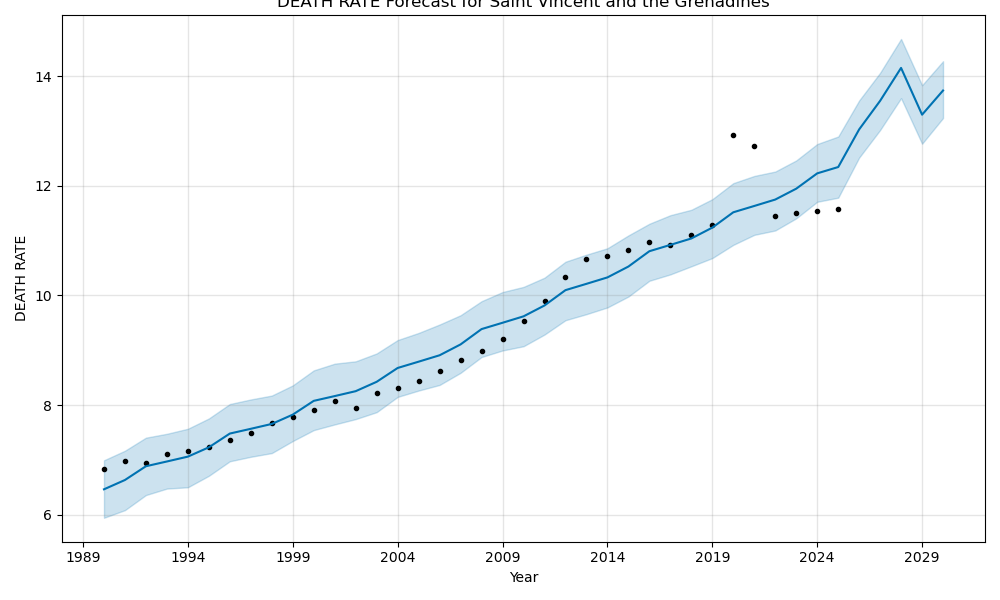 DEATH RATE Forecast for Saint Vincent and the Grenadines
14
12
10
8
6
DEATH RATE
1989 1994 1999 2004 2009 2014 2019 2024 2029
Year